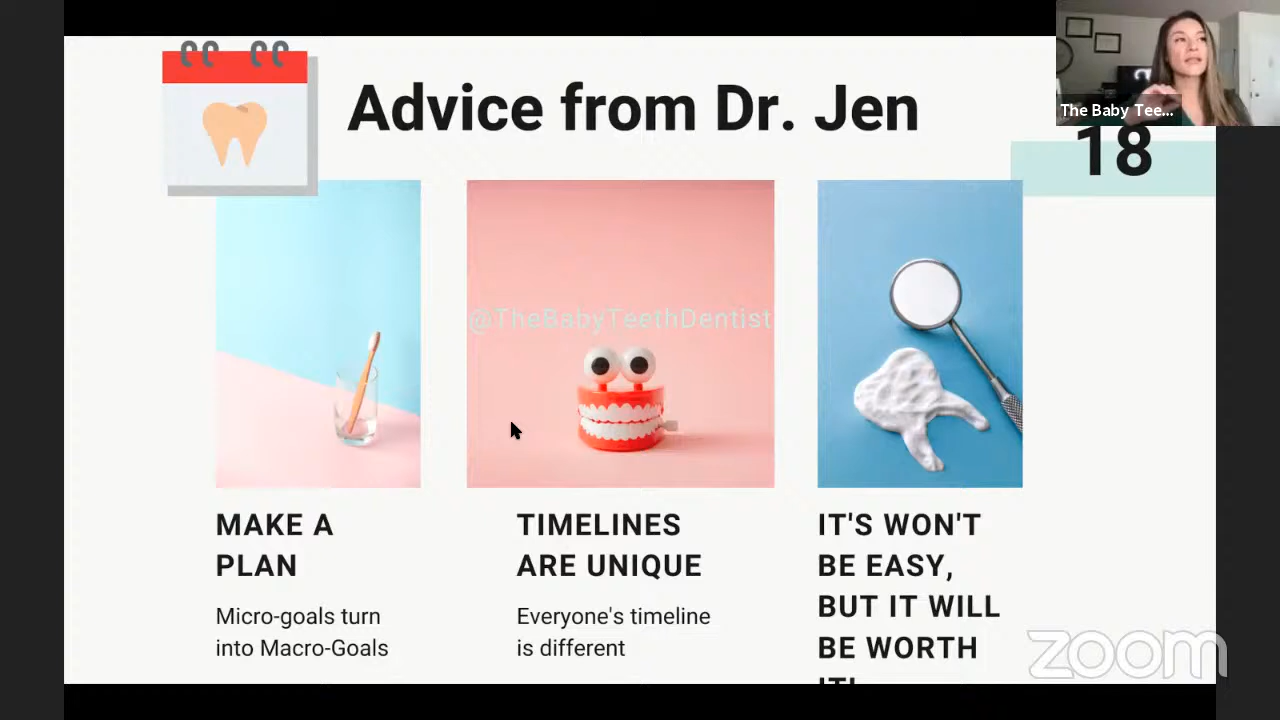 Advice from Dr. Jen
The Baby Tee...
18
@TheBabyTeethDentist
MAKE A
PLAN
Micro-goals turn
into Macro-Goals
TIMELINES
ARE UNIQUE
Everyone's timeline
is different
IT'S WON'T
BE EASY,
BUT IT WILL
BE WORTH
IT!
zoom